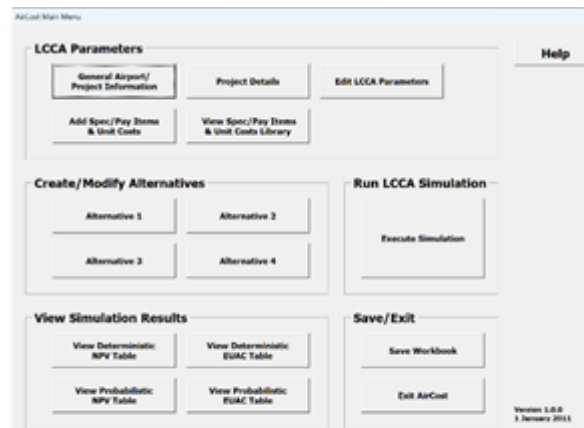 AirCost Main Menu
LCCA Parameters
Help
General Airport/
Project Information
Project Details
Edit LCCA Parameters
Add Spec/Pay Items
& Unit Costs
View Spec/Pay Items
& Unit Costs Library
Create/Modify Alternatives
Alternative 1
Alternative 2
Alternative 3
Alternative 4
Run LCCA Simulation
Execute Simulation
View Simulation Results
View Deterministic
NPV Table
View Deterministic
EUAC Table
View Probabilistic
NPV Table
View Probabilistic
EUAC Table
Save/Exit
Save Workbook
Exit AirCost
Version 1.0.0
1 January 2011